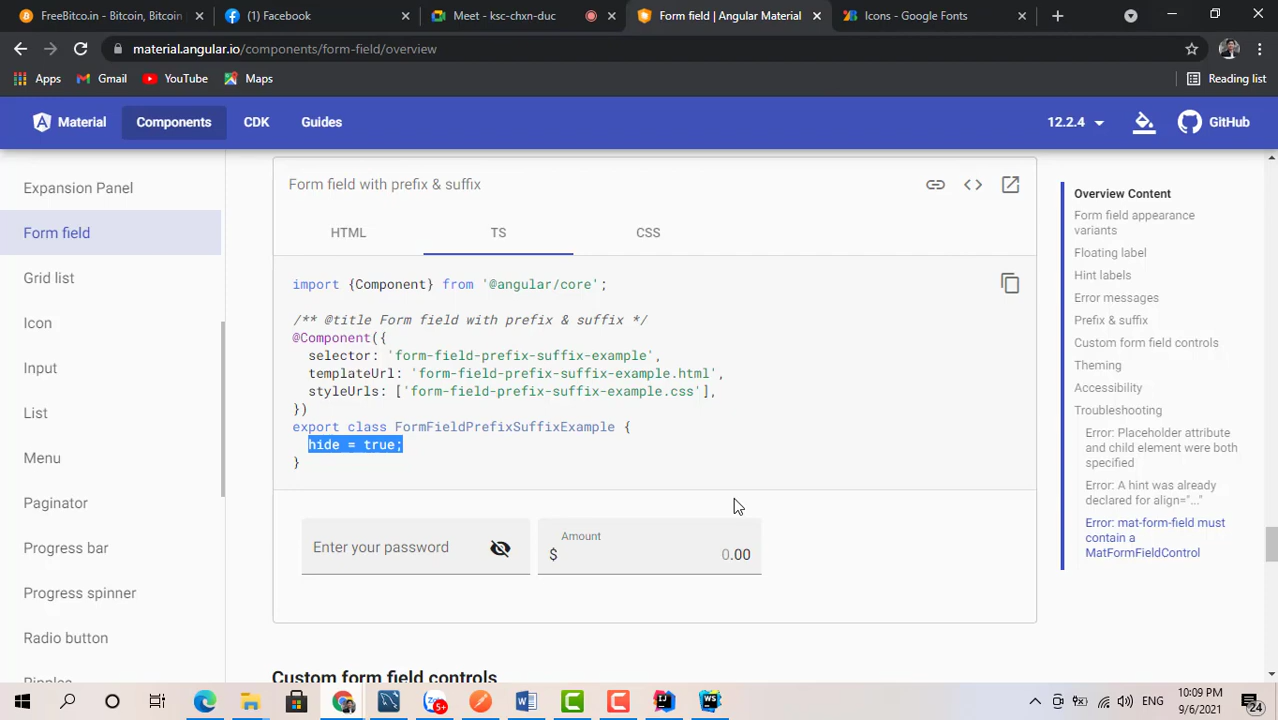 FreeBitco.in - Bitcoin, Bitcoin
(1) Facebook
Meet - ksc-chxn-duc
Form field | Angular Material
Icons - Google Fonts
material.angular.io/components/form-field/overview
Apps
Gmail
YouTube
Maps
Reading list
Material
Components
CDK
Guides
12.2.4
GitHub
Expansion Panel
Form field
Grid list
Icon
Input
List
Menu
Paginator
Progress bar
Progress spinner
Radio button
Ripples
Form field with prefix & suffix
HTML
TS
CSS
import {Component} from '@angular/core';
/** @title Form field with prefix & suffix */
@Component({
selector: 'form-field-prefix-suffix-example',
templateUrl: 'form-field-prefix-suffix-example.html',
styleUrls: ['form-field-prefix-suffix-example.css'],
})
export class FormFieldPrefixSuffixExample {
hide = true;
}
Enter your password
Amount
$ 0.00
Custom form field controls
Overview Content
Form field appearance
variants
Floating label
Hint labels
Error messages
Prefix & suffix
Custom form field controls
Theming
Accessibility
Troubleshooting
Error: Placeholder attribute
and child element were both
specified
Error: A hint was already
declared for align="..."
Error: mat-form-field must
contain a
MatFormFieldControl
5+
ENG
10:09 PM
9/6/2021
24